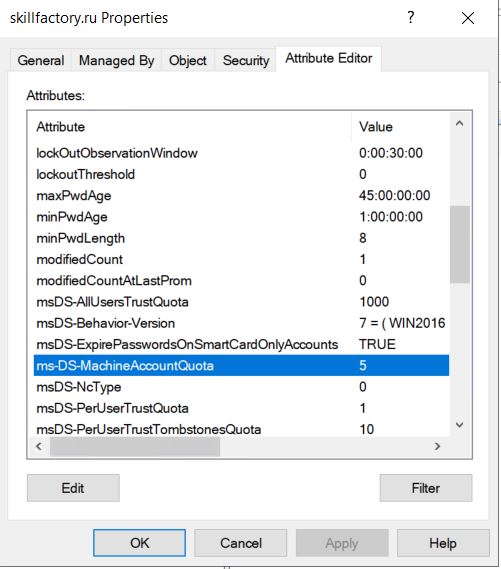 skillfactory.ru Properties ?
General Managed By Object Security Attribute Editor
Attributes:
Attribute Value
lockOutObservationWindow 0:00:30:00
lockoutThreshold 0
maxPwdAge 45:00:00:00
minPwdAge 1:00:00:00
minPwdLength 8
modifiedCount 1
modifiedCountAtLastProm 0
msDS-AllUsersTrustQuota 1000
msDS-Behavior-Version 7 = ( WIN2016
msDS-ExpirePasswordsOnSmartCardOnlyAccounts TRUE
ms-DS-MachineAccountQuota 5
msDS-NcType 0
msDS-PerUserTrustQuota 1
msDS-PerUserTrustTombstonesQuota 10
Edit Filter
OK Cancel Apply Help